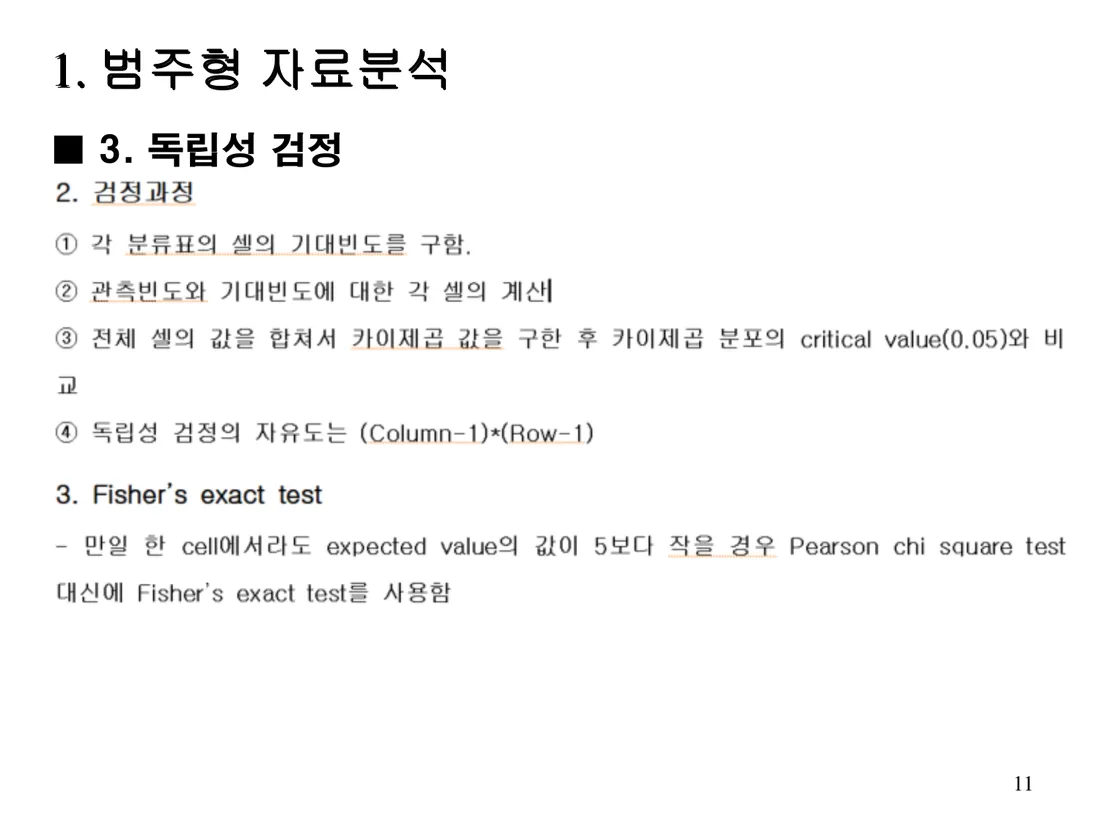 1. 범주형 자료분석
■ 3. 독립성 검정
2. 검정과정
① 각 분류표의 셀의 기대빈도를 구함.
② 관측빈도와 기대빈도에 대한 각 셀의 계산
③ 전체 셀의 값을 합쳐서 카이제곱 값을 구한 후 카이제곱 분포의 critical value(0.05)와 비
교
④ 독립성 검정의 자유도는 (Column-1)*(Row-1)
3. Fisher's exact test
- 만일 한 cell에서라도 expected value의 값이 5보다 작을 경우 Pearson chi square test
대신에 Fisher's exact test를 사용함
11